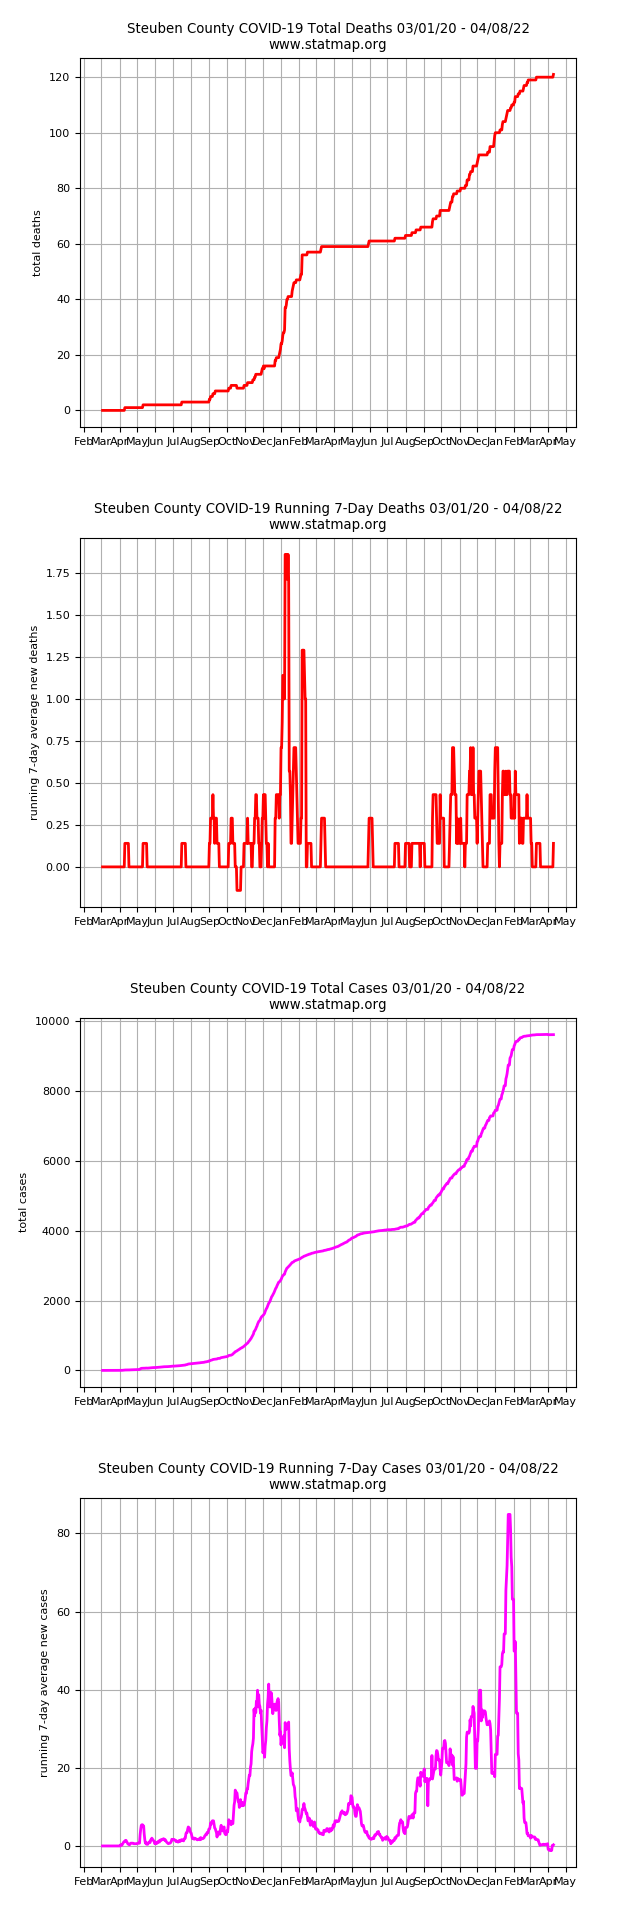 Steuben County COVID-19 Total Deaths 03/01/20 - 04/08/22
www.statmap.org
total deaths
120
100
80
60
40
20
0
Feb Mar Apr May Jun Jul Aug Sep Oct Nov Dec Jan Feb Mar Apr May Jun Jul Aug Sep Oct Nov Dec Jan Feb Mar Apr May
Steuben County COVID-19 Running 7-Day Deaths 03/01/20 - 04/08/22
www.statmap.org
running 7-day average new deaths
1.75
1.50
1.25
1.00
0.75
0.50
0.25
0.00
Feb Mar Apr May Jun Jul Aug Sep Oct Nov Dec Jan Feb Mar Apr May Jun Jul Aug Sep Oct Nov Dec Jan Feb Mar Apr May
Steuben County COVID-19 Total Cases 03/01/20 - 04/08/22
www.statmap.org
total cases
10000
8000
6000
4000
2000
0
Feb Mar Apr May Jun Jul Aug Sep Oct Nov Dec Jan Feb Mar Apr May Jun Jul Aug Sep Oct Nov Dec Jan Feb Mar Apr May
Steuben County COVID-19 Running 7-Day Cases 03/01/20 - 04/08/22
www.statmap.org
running 7-day average new cases
80
60
40
20
0
Feb Mar Apr May Jun Jul Aug Sep Oct Nov Dec Jan Feb Mar Apr May Jun Jul Aug Sep Oct Nov Dec Jan Feb Mar Apr May